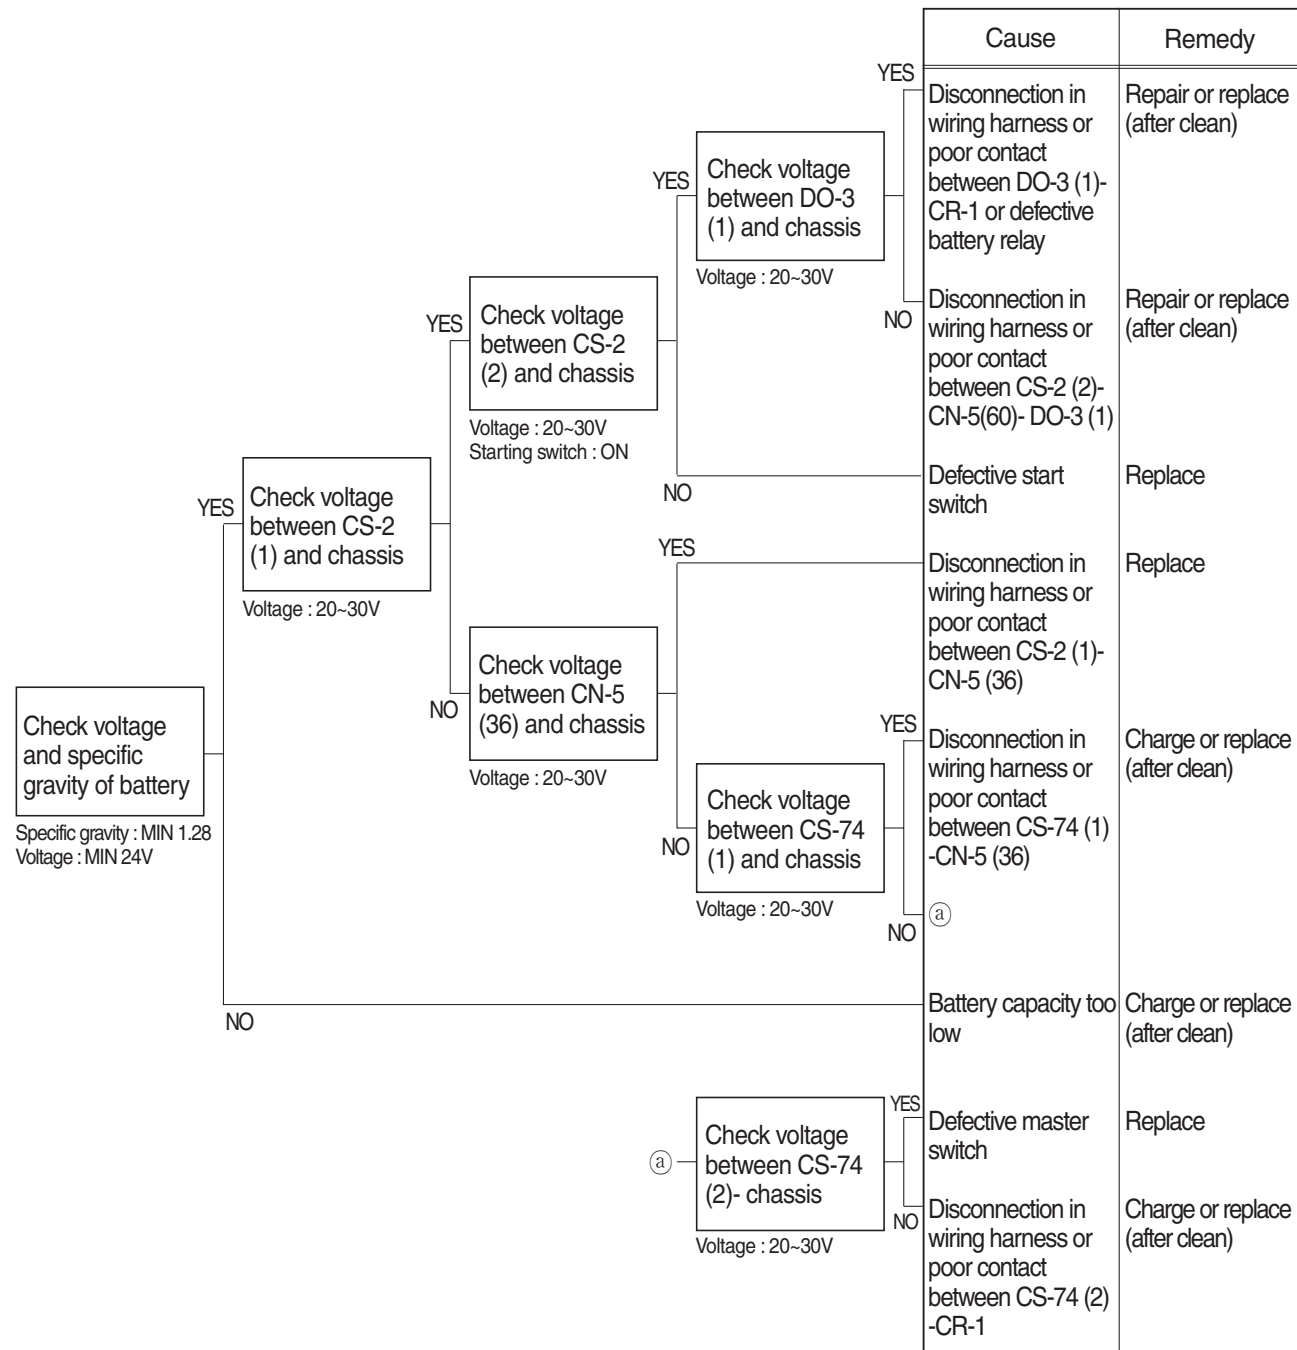 Cause
Remedy
YES
Disconnection in
wiring harness or
poor contact
between DO-3 (1)-
CR-1 or defective
battery relay
Repair or replace
(after clean)
YES
Check voltage
between DO-3
(1) and chassis
Voltage : 20~30V
NO
Disconnection in
wiring harness or
poor contact
between CS-2 (2)-
CN-5(60)- DO-3 (1)
Repair or replace
(after clean)
YES
Check voltage
between CS-2
(2) and chassis
Voltage : 20~30V
Starting switch : ON
NO
Defective start
switch
Replace
YES
Check voltage
between CS-2
(1) and chassis
Voltage : 20~30V
YES
Disconnection in
wiring harness or
poor contact
between CS-2 (1)-
CN-5 (36)
Replace
NO
Check voltage
between CN-5
(36) and chassis
Voltage : 20~30V
Check voltage
and specific
gravity of battery
Specific gravity : MIN 1.28
Voltage : MIN 24V
YES
Disconnection in
wiring harness or
poor contact
between CS-74 (1)
-CN-5 (36)
Charge or replace
(after clean)
NO
Check voltage
between CS-74
(1) and chassis
Voltage : 20~30V
NO
ⓐ
NO
Battery capacity too
low
Charge or replace
(after clean)
ⓐ
Check voltage
between CS-74
(2)- chassis
Voltage : 20~30V
YES
Defective master
switch
Replace
NO
Disconnection in
wiring harness or
poor contact
between CS-74 (2)
-CR-1
Charge or replace
(after clean)